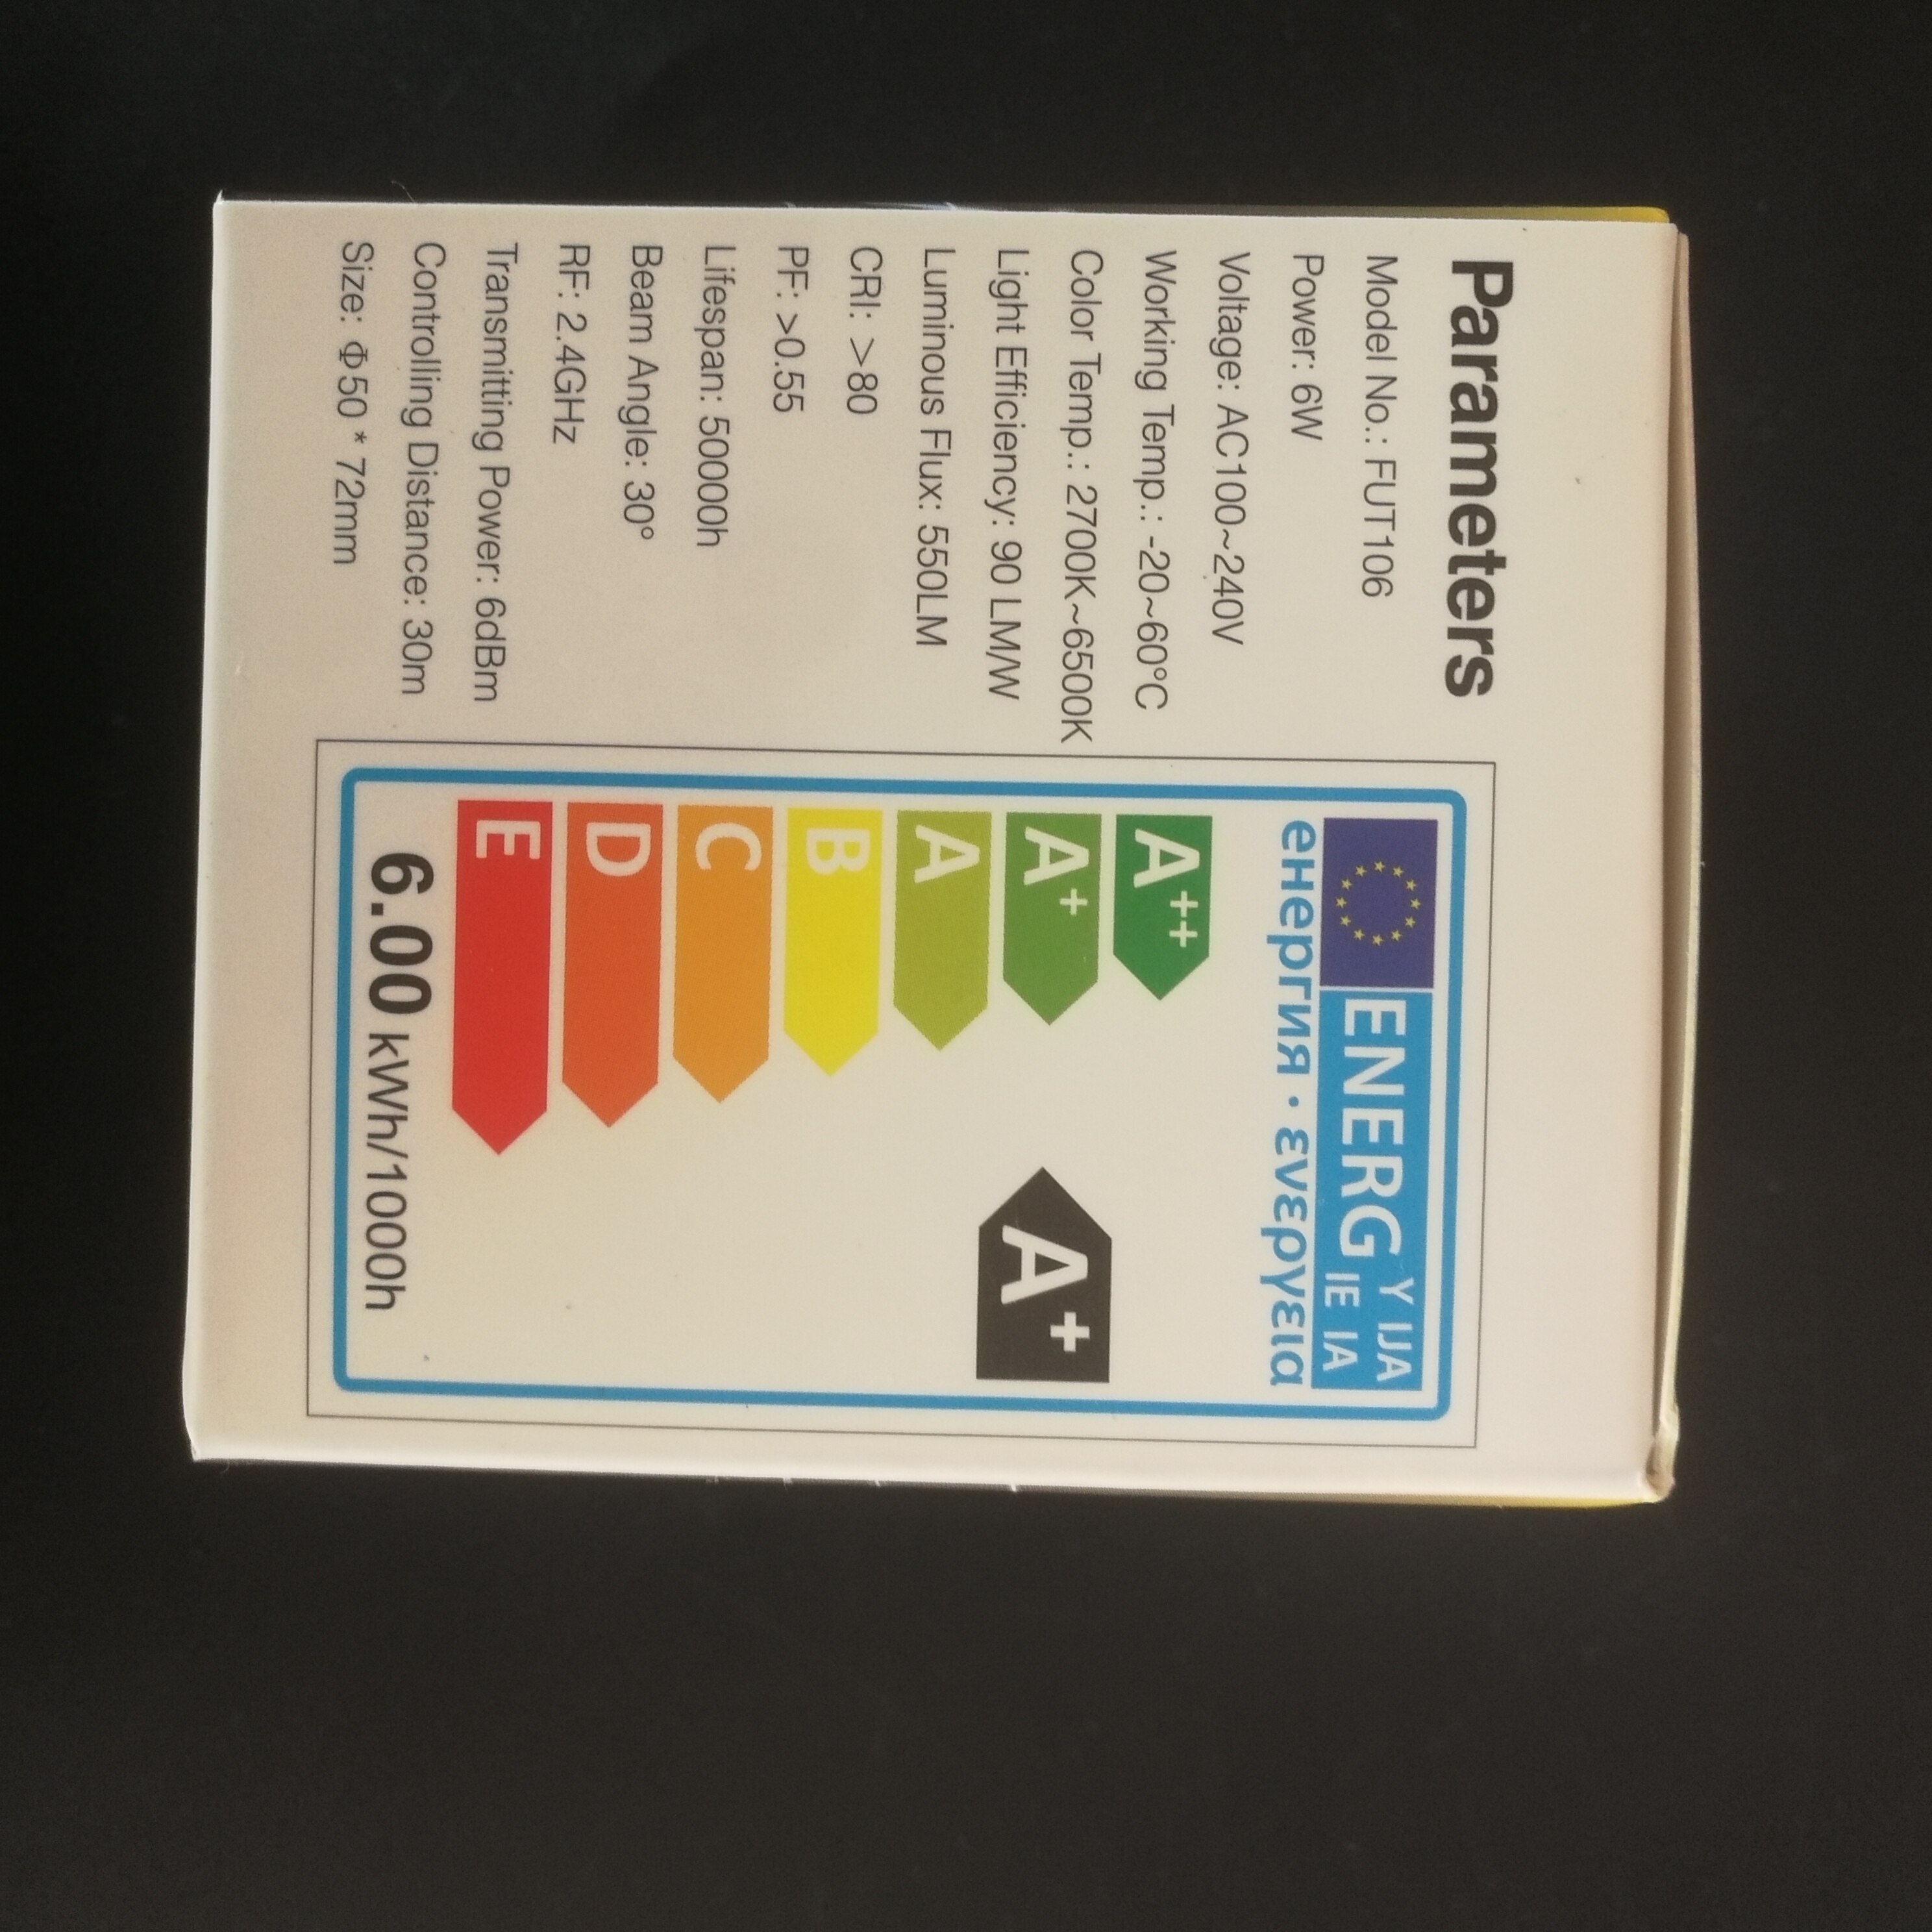 Parameters
Model No.: FUT106
Power: 6W
Voltage: AC100~240V
Working Temp.: -20~60°C
Color Temp.: 2700K~6500K
Light Efficiency: 90 LM/W
Luminous Flux: 550LM
CRI: >80
PF: >0.55
Lifespan: 50000h
Beam Angle: 30°
RF: 2.4GHz
Transmitting Power: 6dBm
Controlling Distance: 30m
Size: Φ50 * 72mm
ENERG Y IJA
IE IA
енергия · ενεργεια
A++
A+
A
B
C
D
E
A+
6.00 kWh/1000h